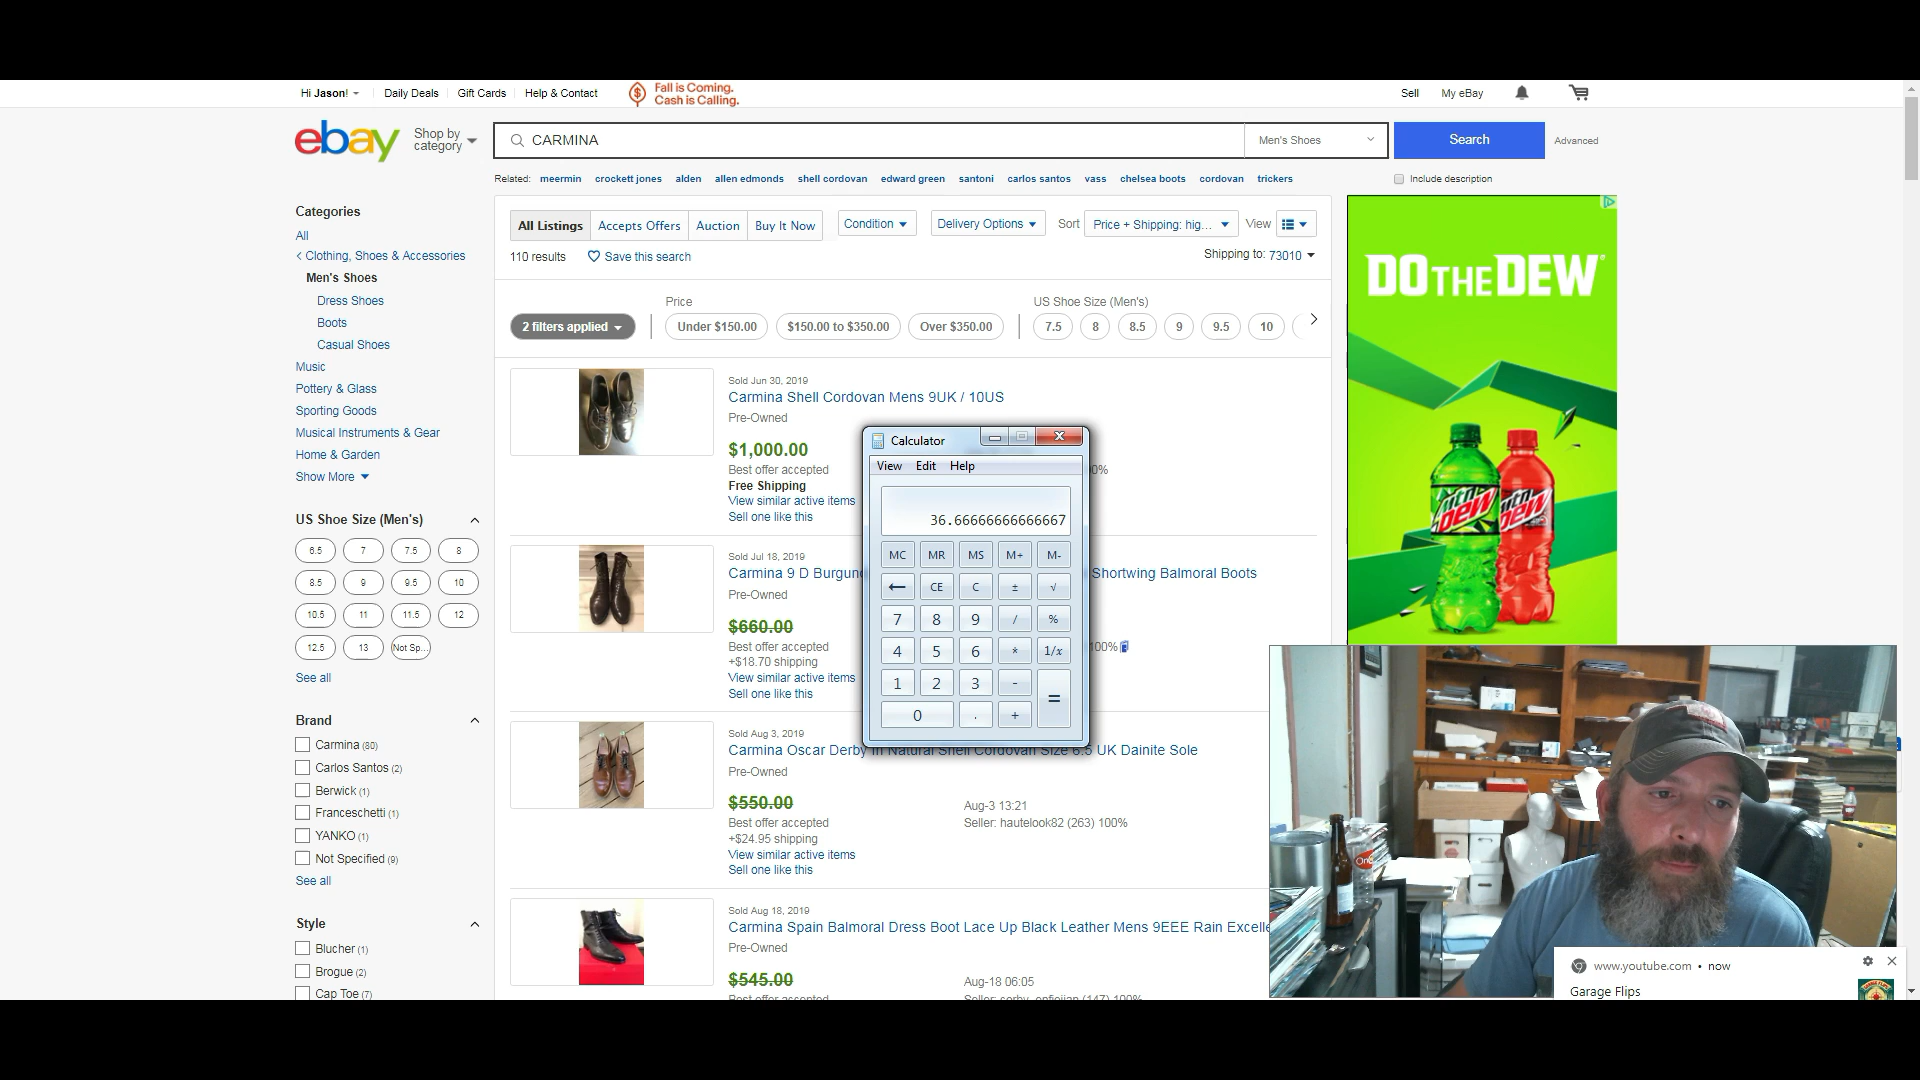 Hi Jason!
Daily Deals
Gift Cards
Help & Contact
Fall is Coming.
Cash is Calling.
Sell
My eBay
ebay
Shop by
category
CARMINA
Men's Shoes
Search
Advanced
Related: meermin crockett jones alden allen edmonds shell cordovan edward green santoni carlos santos vass chelsea boots cordovan trickers
Include description
Categories
All
Clothing, Shoes & Accessories
Men's Shoes
Dress Shoes
Boots
Casual Shoes
Music
Pottery & Glass
Sporting Goods
Musical Instruments & Gear
Home & Garden
Show More
US Shoe Size (Men's)
6.5 7 7.5 8
8.5 9 9.5 10
10.5 11 11.5 12
12.5 13 Not Sp...
See all
Brand
Carmina (80)
Carlos Santos (2)
Berwick (1)
Franceschetti (1)
YANKO (1)
Not Specified (9)
See all
Style
Blucher (1)
Brogue (2)
Cap Toe (7)
All Listings Accepts Offers Auction Buy It Now
Condition
Delivery Options
Sort Price + Shipping: hig...
View
110 results
Save this search
Shipping to: 73010
2 filters applied
Price
Under $150.00 $150.00 to $350.00 Over $350.00
US Shoe Size (Men's)
7.5 8 8.5 9 9.5 10
Sold Jun 30, 2019
Carmina Shell Cordovan Mens 9UK / 10US
Pre-Owned
$1,000.00
Best offer accepted
Free Shipping
View similar active items
Sell one like this
Sold Jul 18, 2019
Carmina 9 D Burgun
Shortwing Balmoral Boots
Pre-Owned
$660.00
Best offer accepted
+$18.70 shipping
100%
View similar active items
Sell one like this
Sold Aug 3, 2019
Carmina Oscar Derby in Natural Shell Cordovan Size 6.5 UK Dainite Sole
Pre-Owned
$550.00
Best offer accepted
+$24.95 shipping
View similar active items
Sell one like this
Aug-3 13:21
Seller: hautelook82 (263) 100%
Sold Aug 18, 2019
Carmina Spain Balmoral Dress Boot Lace Up Black Leather Mens 9EEE Rain Excelle
Pre-Owned
$545.00
Best offer accepted
Aug-18 06:05
Calculator
View Edit Help
36.66666666666667
MC MR MS M+ M-
← CE C ± √
7 8 9 / %
4 5 6 * 1/x
1 2 3 - =
0 . +
DO THE DEW
MTN DEW
MTN DEW
One
www.youtube.com • now
Garage Flips